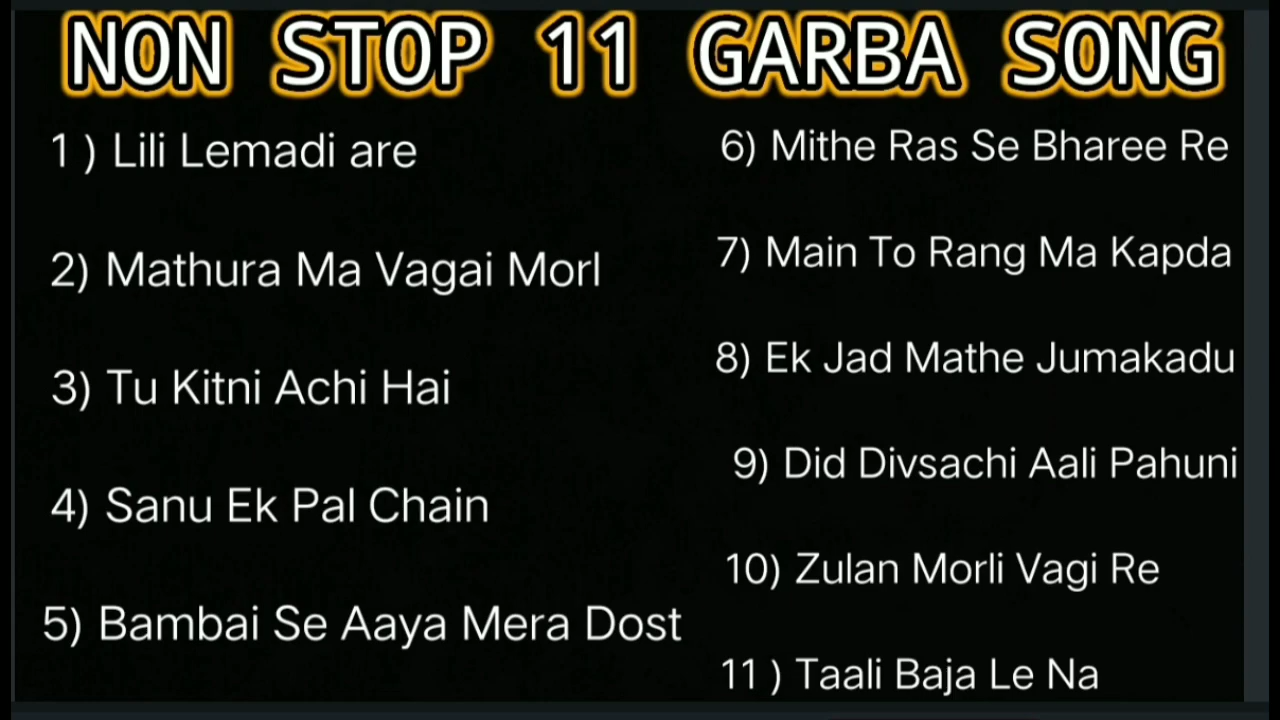 NON STOP 11 GARBA SONG
1 ) Lili Lemadi are
2) Mathura Ma Vagai Morl
3) Tu Kitni Achi Hai
4) Sanu Ek Pal Chain
5) Bambai Se Aaya Mera Dost
6) Mithe Ras Se Bharee Re
7) Main To Rang Ma Kapda
8) Ek Jad Mathe Jumakadu
9) Did Divsachi Aali Pahuni
10) Zulan Morli Vagi Re
11 ) Taali Baja Le Na